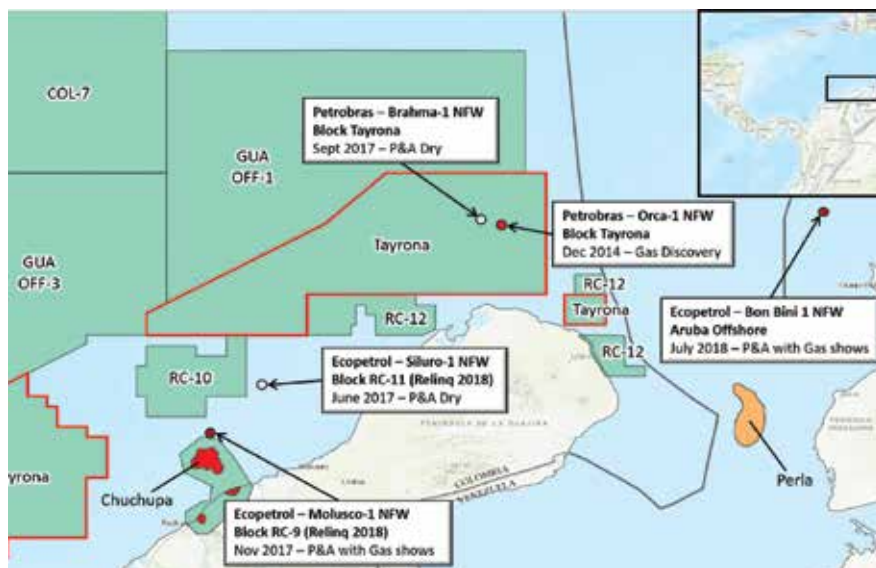 COL-7
Petrobras – Brahma-1 NFW
Block Tayrona
Sept 2017 – P&A Dry
GUA
OFF-1
Petrobras – Orca-1 NFW
Block Tayrona
Dec 2014 – Gas Discovery
Tayrona
GUA
OFF-3
RC-12
Tayrona
RC-12
RC-12
Ecopetrol – Bon Bini 1 NFW
Aruba Offshore
July 2018 – P&A with Gas shows
RC-10
Ecopetrol – Siluro-1 NFW
Block RC-11 (Relinq 2018)
June 2017 – P&A Dry
PENINSULA DE LA GUAJIRA
yrona
Chuchupa
COLOMBIA
VENEZUELA
Perla
Ecopetrol – Molusco-1 NFW
Block RC-9 (Relinq 2018)
Nov 2017 – P&A with Gas shows